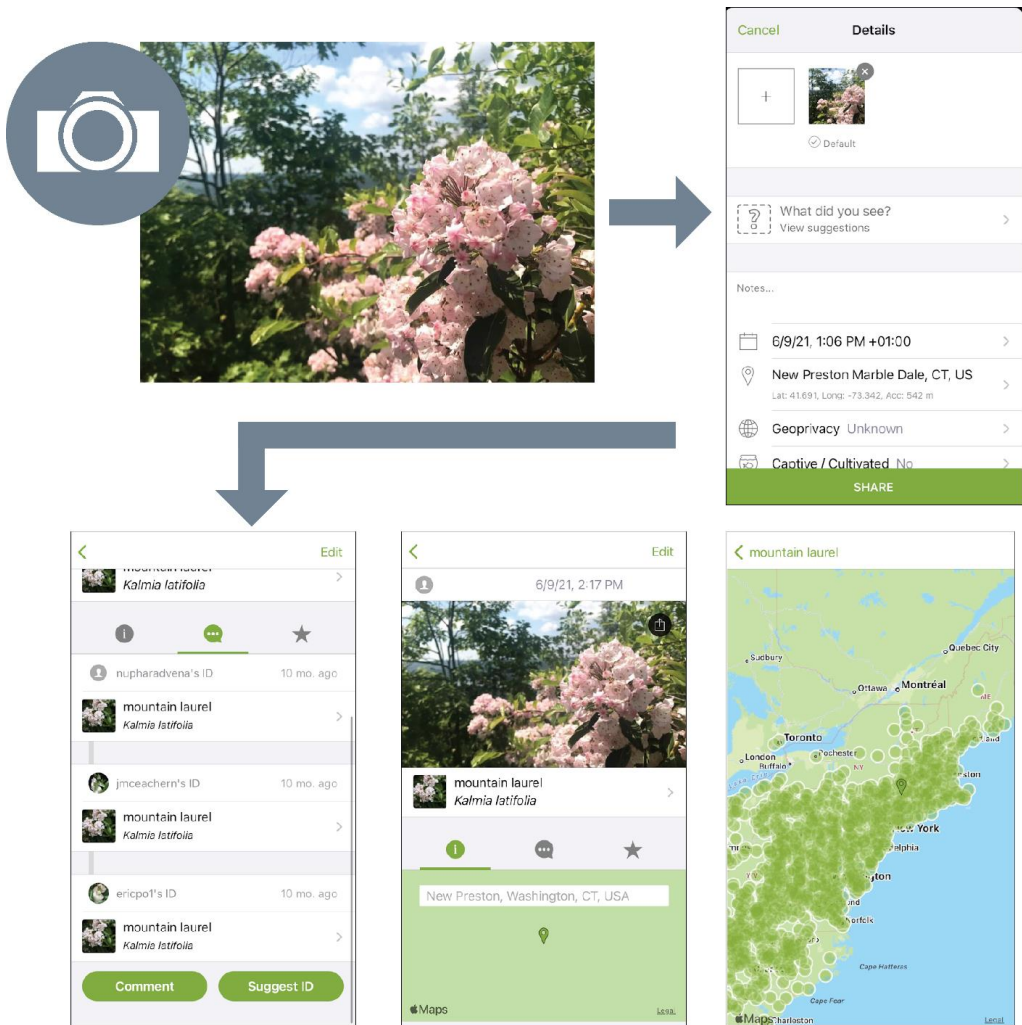 Cancel
Details
+
Default
What did you see?
View suggestions
Notes...
6/9/21, 1:06 PM +01:00
New Preston Marble Dale, CT, US
Lat: 41.691, Long: -73.342, Acc: 542 m
Geoprivacy Unknown
Captive / Cultivated No
SHARE
Edit
mountain laurel
Kalmia latifolia
nupharadvena's ID
10 mo. ago
mountain laurel
Kalmia latifolia
jmceachern's ID
10 mo. ago
mountain laurel
Kalmia latifolia
ericpo1's ID
10 mo. ago
mountain laurel
Kalmia latifolia
Comment
Suggest ID
Edit
6/9/21, 2:17 PM
mountain laurel
Kalmia latifolia
New Preston, Washington, CT, USA
Maps
Legal
mountain laurel
Quebec City
Sudbury
Ottawa
Montréal
Toronto
London
Rochester
Buffalo
NY
York
Norfolk
Cape Hatteras
Cape Fear
Maps
Charleston
Legal